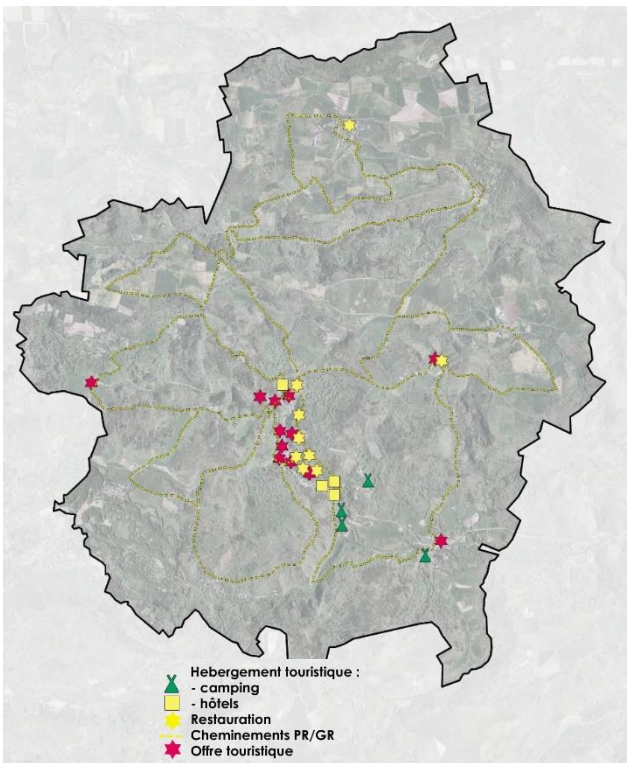 Hebergement touristique :
- camping
- hôtels
Restauration
Cheminements PR/GR
Offre touristique